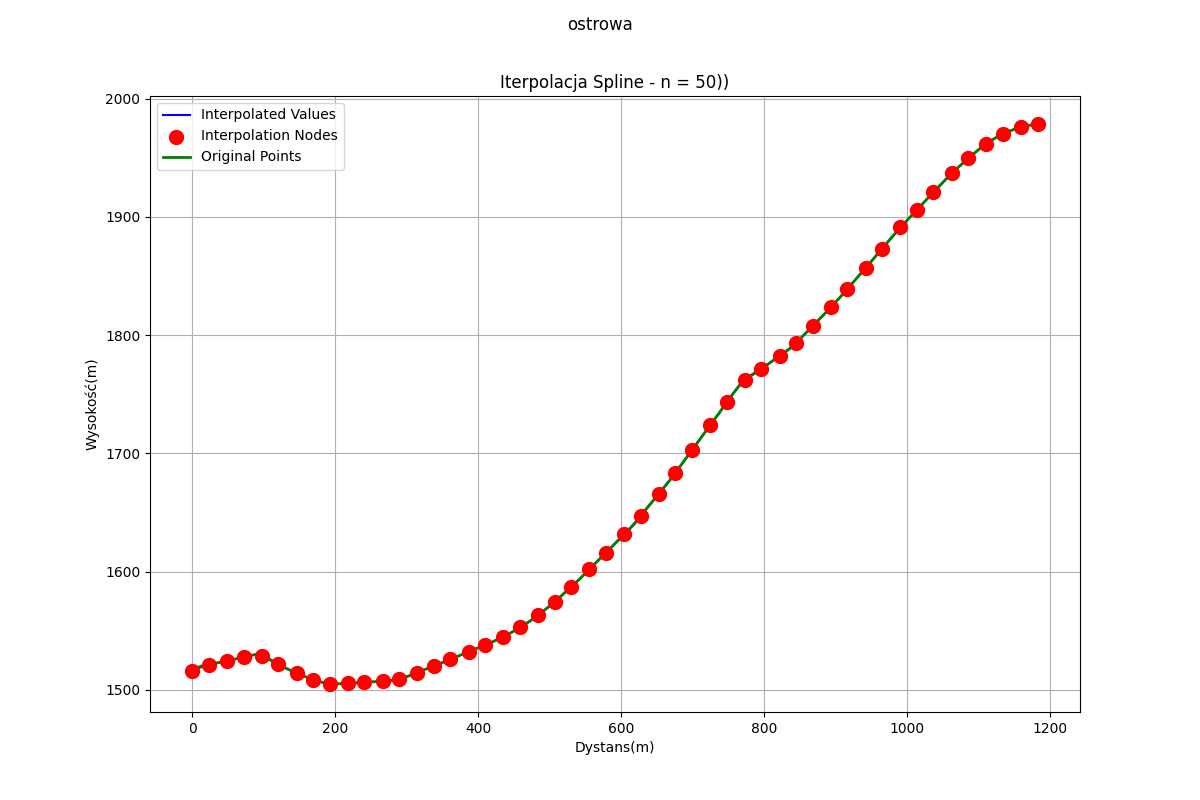 ostrowa
Iterpolacja Spline - n = 50))
Interpolated Values
Interpolation Nodes
Original Points
2000
1900
1800
1700
1600
1500
Wysokość(m)
0 200 400 600 800 1000 1200
Dystans(m)